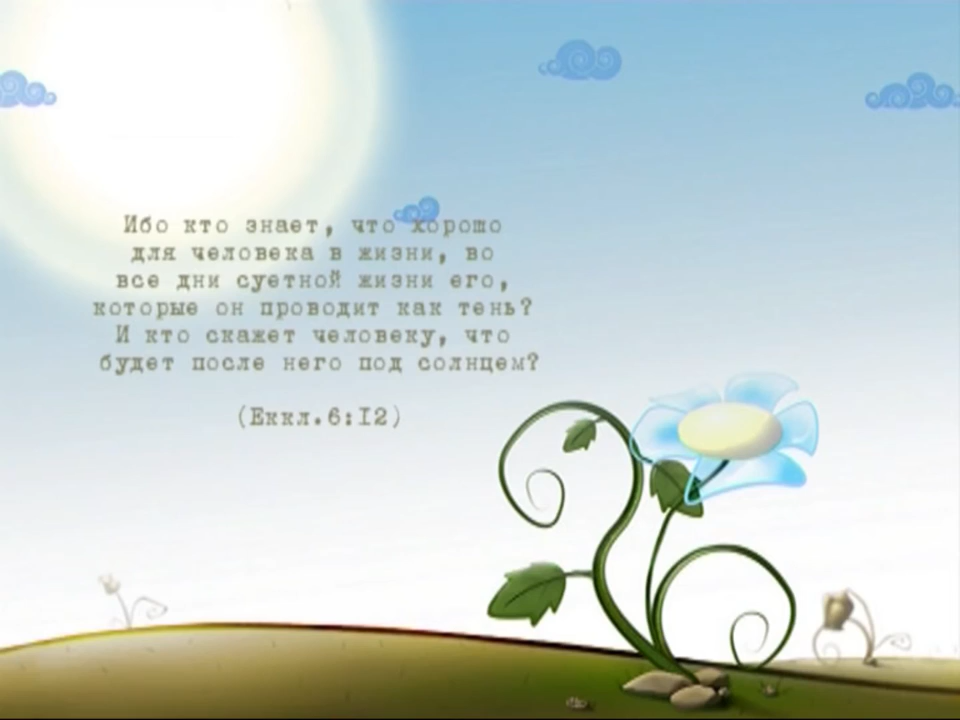 Ибо кто знает, что хорошо
для человека в жизни, во
все дни суетной жизни его,
которые он проводит как тень?
И кто скажет человеку, что
будет после него под солнцем?
(Еккл.6:12)